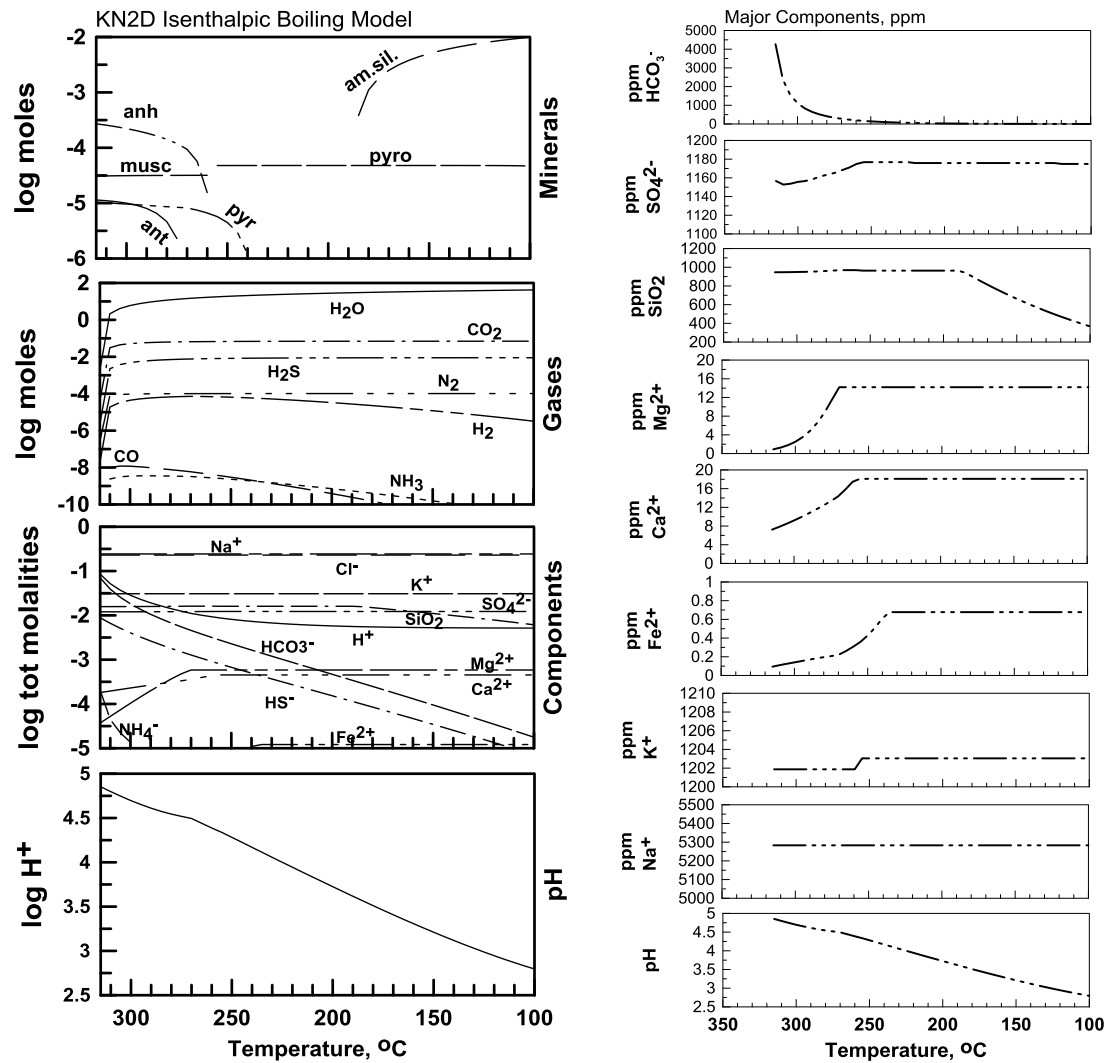 KN2D Isenthalpic Boiling Model
-2
-3
-4
-5
-6
log moles
Minerals
am.sil.
anh
musc
pyro
pyr
ant
2
0
-2
-4
-6
-8
-10
log moles
Gases
H2O
CO2
H2S
N2
H2
CO
NH3
0
-1
-2
-3
-4
-5
log tot molalities
Components
Na+
Cl-
K+
SO42-
SiO2
H+
HCO3-
Mg2+
Ca2+
HS-
NH4-
Fe2+
5
4.5
4
3.5
3
2.5
log H+
pH
300 250 200 150 100
Temperature, oC
Major Components, ppm
5000
4000
3000
2000
1000
0
ppm
HCO3-
1200
1180
1160
1140
1120
1100
ppm
SO42-
1200
1000
800
600
400
200
ppm
SiO2
20
16
12
8
4
0
ppm
Mg2+
20
16
12
8
4
0
ppm
Ca2+
1
0.8
0.6
0.4
0.2
0
ppm
Fe2+
1210
1208
1206
1204
1202
1200
ppm
K+
5500
5400
5300
5200
5100
5000
ppm
Na+
5
4.5
4
3.5
3
2.5
pH
350 300 250 200 150 100
Temperature, oC